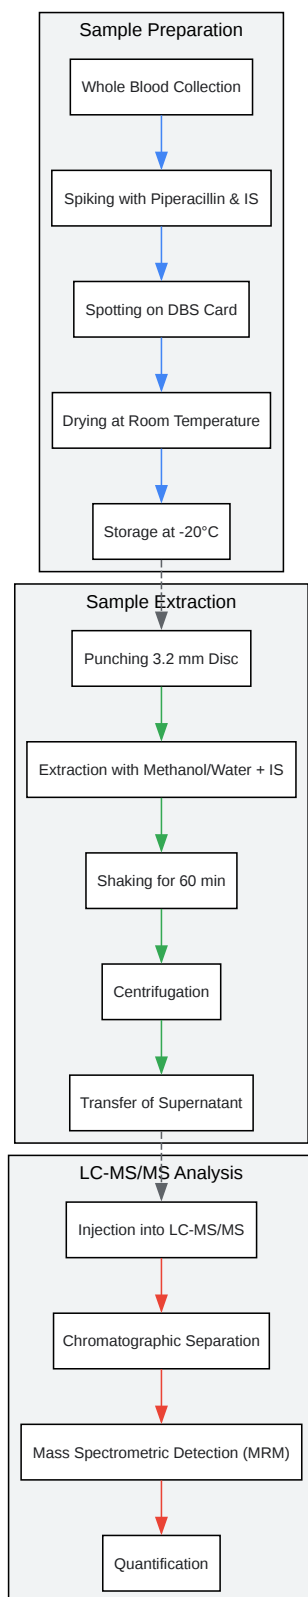 Sample Preparation
Whole Blood Collection
Spiking with Piperacillin & IS
Spotting on DBS Card
Drying at Room Temperature
Storage at -20°C
Sample Extraction
Punching 3.2 mm Disc
Extraction with Methanol/Water + IS
Shaking for 60 min
Centrifugation
Transfer of Supernatant
LC-MS/MS Analysis
Injection into LC-MS/MS
Chromatographic Separation
Mass Spectrometric Detection (MRM)
Quantification